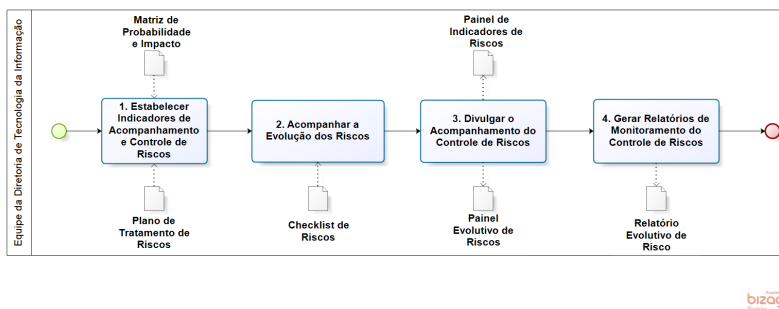 Equipe da Diretoria de Tecnologia da Informação
Matriz de
Probabilidade
e Impacto
1. Estabelecer
Indicadores de
Acompanhamento
e Controle de
Riscos
Plano de
Tratamento de
Riscos
2. Acompanhar a
Evolução dos Riscos
Checklist de
Riscos
Painel de
Indicadores de
Riscos
3. Divulgar o
Acompanhamento do
Controle de Riscos
Painel
Evolutivo de
Riscos
4. Gerar Relatórios de
Monitoramento do
Controle de Riscos
Relatório
Evolutivo de
Risco